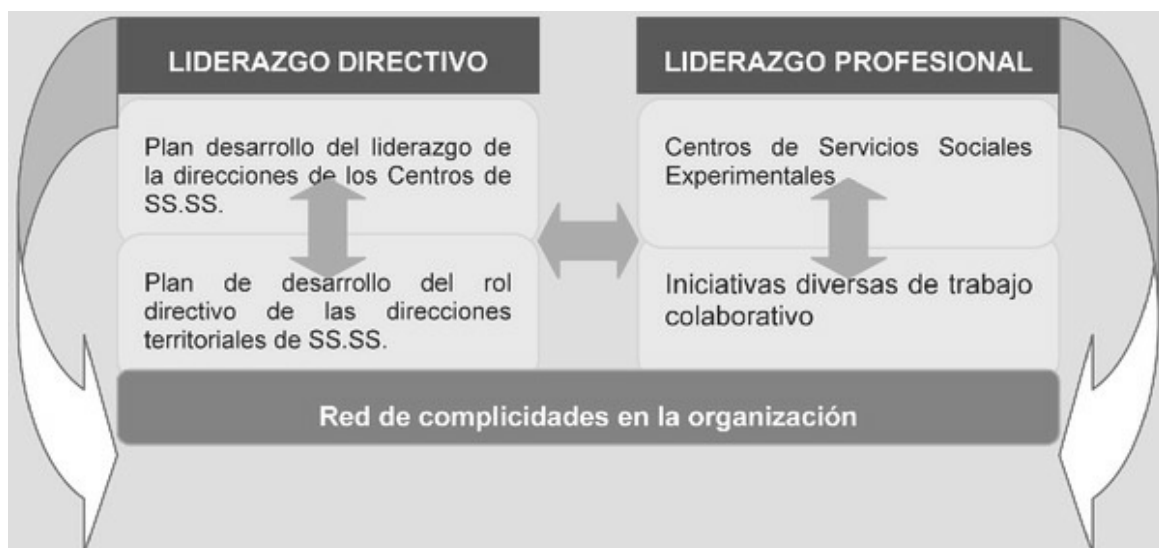 LIDERAZGO DIRECTIVO
Plan desarrollo del liderazgo de
la direcciones de los Centros de
SS.SS.
Plan de desarrollo del rol
directivo de las direcciones
territoriales de SS.SS.
LIDERAZGO PROFESIONAL
Centros de Servicios Sociales
Experimentales
Iniciativas diversas de trabajo
colaborativo
Red de complicidades en la organización